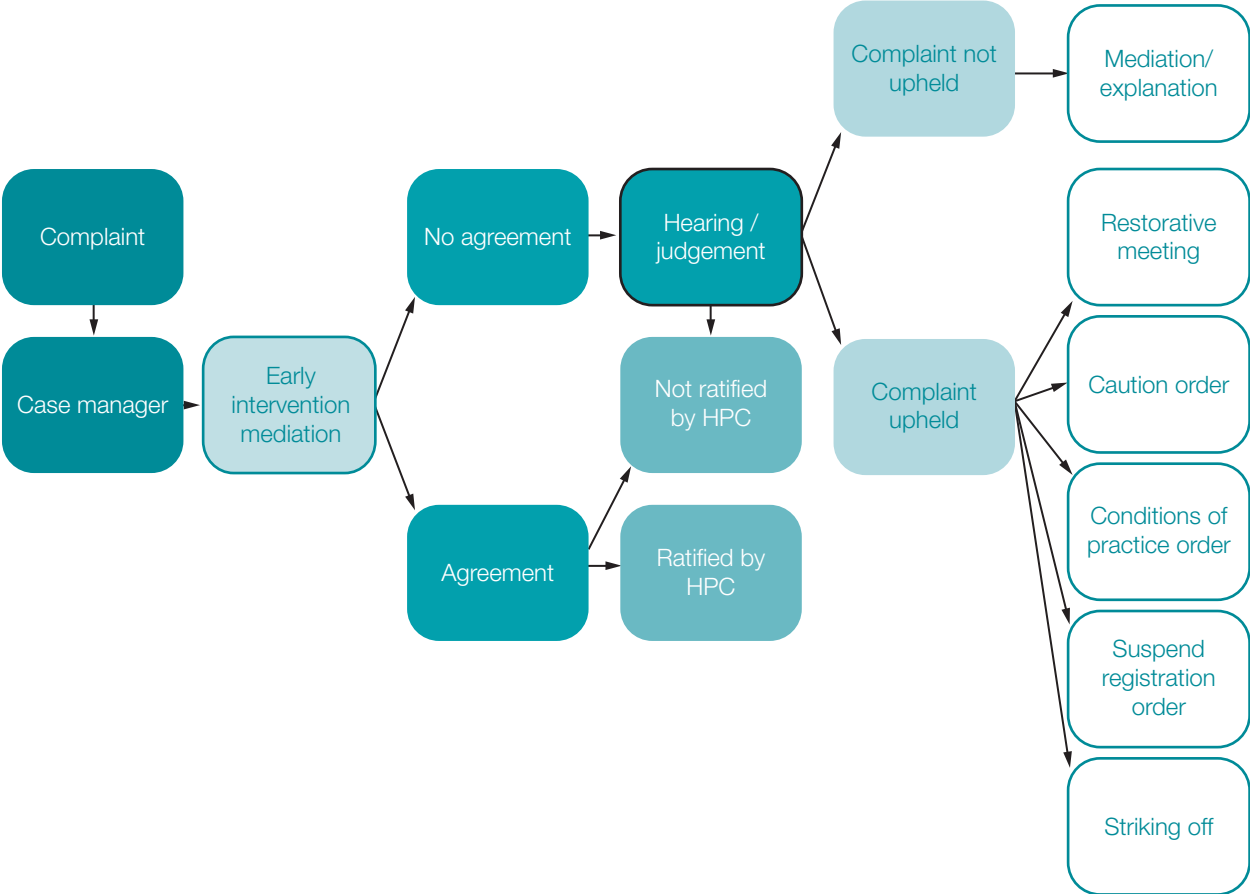 Complaint
Case manager
Early
intervention
mediation
No agreement
Agreement
Hearing /
judgement
Not ratified
by HPC
Ratified by
HPC
Complaint not
upheld
Complaint
upheld
Mediation/
explanation
Restorative
meeting
Caution order
Conditions of
practice order
Suspend
registration
order
Striking off